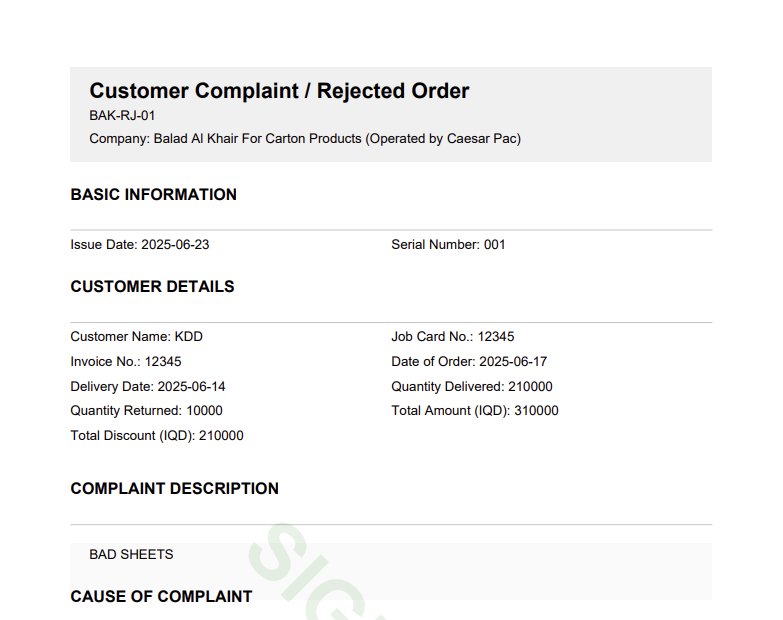 Customer Complaint / Rejected Order
BAK-RJ-01
Company: Balad Al Khair For Carton Products (Operated by Caesar Pac)
BASIC INFORMATION
Issue Date: 2025-06-23
Serial Number: 001
CUSTOMER DETAILS
Customer Name: KDD
Job Card No.: 12345
Invoice No.: 12345
Date of Order: 2025-06-17
Delivery Date: 2025-06-14
Quantity Delivered: 210000
Quantity Returned: 10000
Total Amount (IQD): 310000
Total Discount (IQD): 210000
COMPLAINT DESCRIPTION
BAD SHEETS
CAUSE OF COMPLAINT